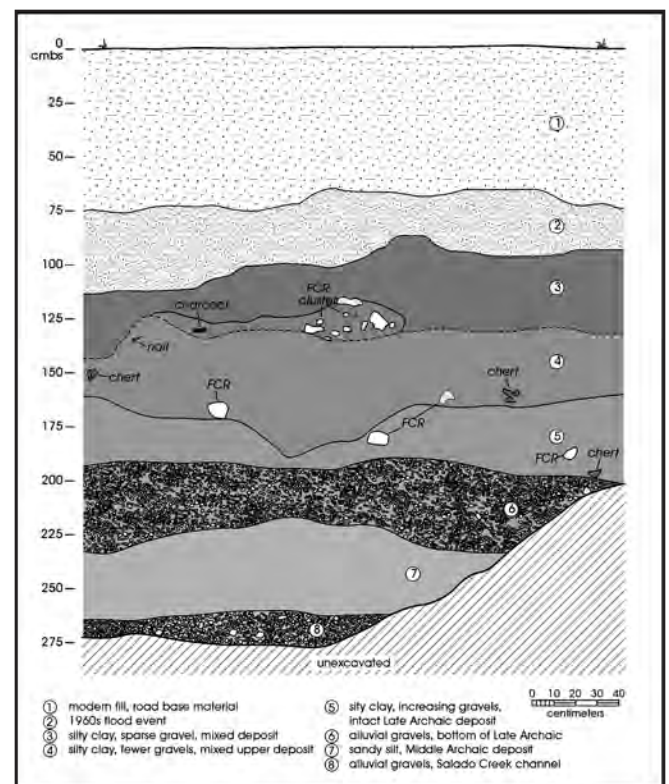 0
cmbs
25
①
50
75
②
100
③
FCR
cluster
charcoal
125
nail
④
150
chert
chert
FCR
FCR
175
⑤
FCR
chert
200
⑥
225
⑦
250
⑧
275
unexcavated
0 10 20 30 40
centimeters
① modern fill, road base material
② 1960s flood event
③ silty clay, sparse gravel, mixed deposit
④ silty clay, fewer gravels, mixed upper deposit
⑤ silty clay, increasing gravels,
intact Late Archaic deposit
⑥ alluvial gravels, bottom of Late Archaic
⑦ sandy silt, Middle Archaic deposit
⑧ alluvial gravels, Salado Creek channel